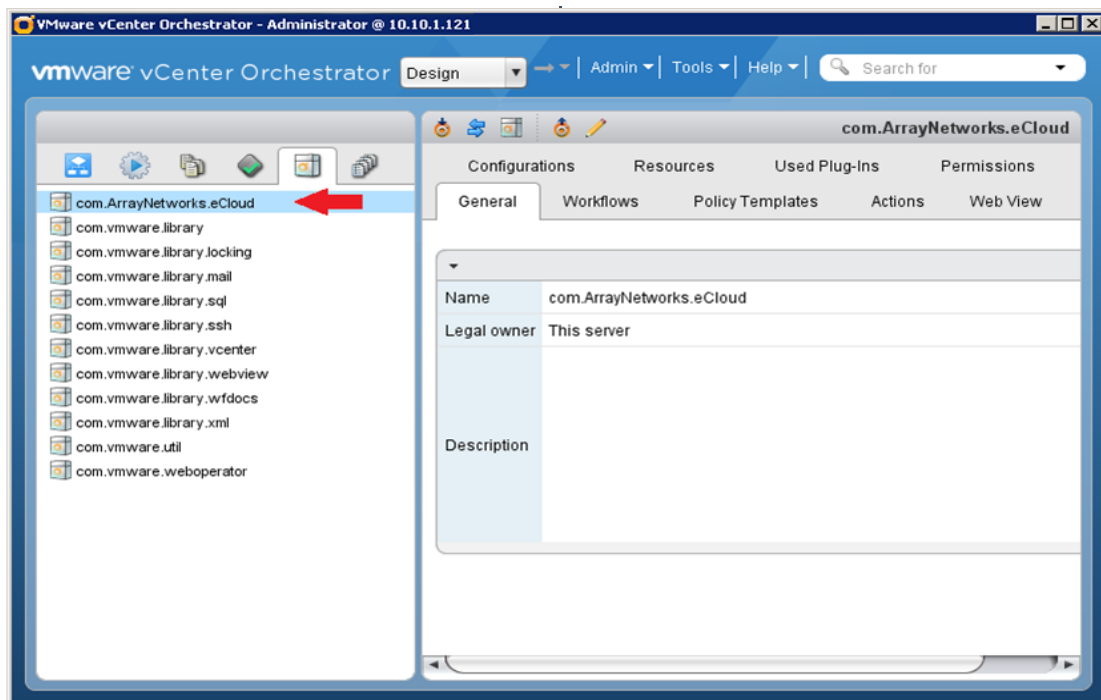 VMware vCenter Orchestrator - Administrator @ 10.10.1.121
vmware vCenter Orchestrator Design Admin Tools Help Search for
com.ArrayNetworks.eCloud
Configurations Resources Used Plug-Ins Permissions
General Workflows Policy Templates Actions Web View
com.ArrayNetworks.eCloud
com.vmware.library
com.vmware.library.locking
com.vmware.library.mail
com.vmware.library.sql
com.vmware.library.ssh
com.vmware.library.vcenter
com.vmware.library.webview
com.vmware.library.wfdocs
com.vmware.library.xml
com.vmware.util
com.vmware.weboperator
Name com.ArrayNetworks.eCloud
Legal owner This server
Description